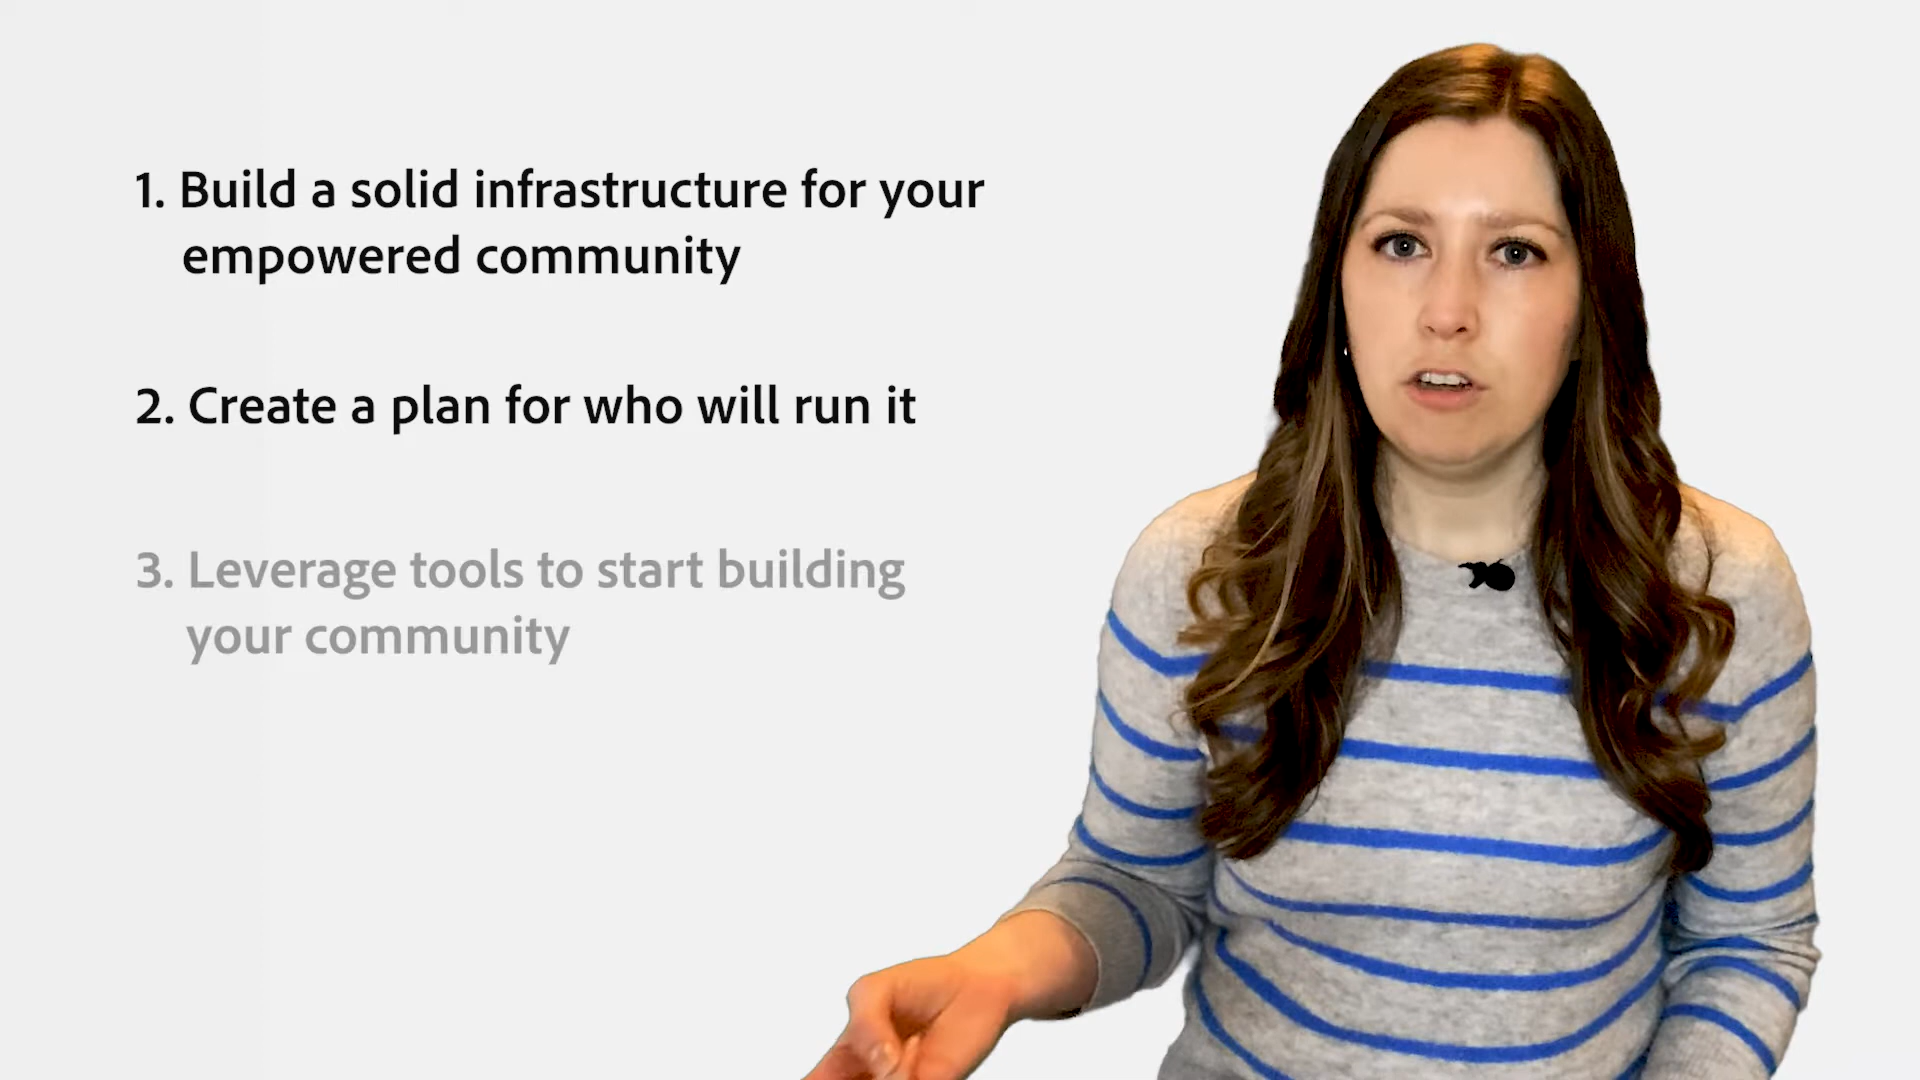 1. Build a solid infrastructure for your
empowered community
2. Create a plan for who will run it
3. Leverage tools to start building
your community